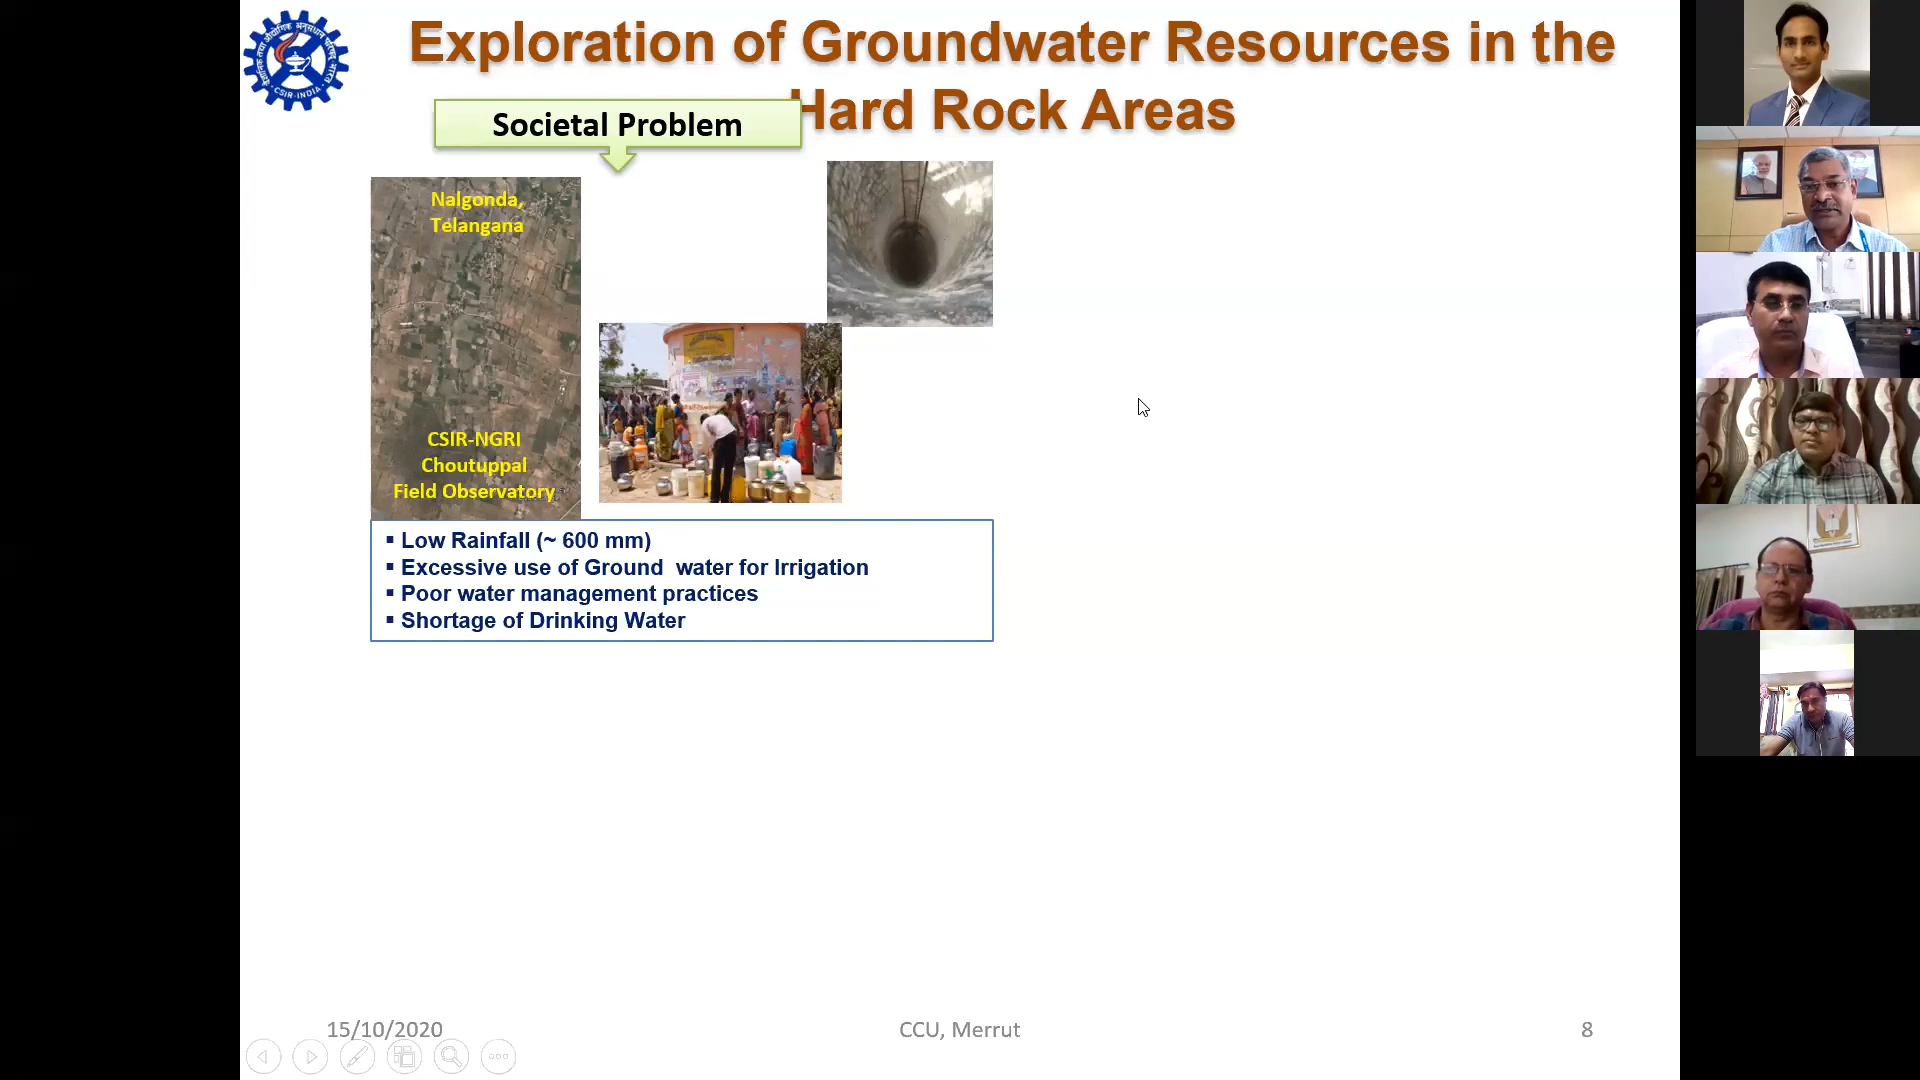 Exploration of Groundwater Resources in the
Hard Rock Areas
Societal Problem
Nalgonda,
Telangana
CSIR-NGRI
Choutuppal
Field Observatory
▪ Low Rainfall (~ 600 mm)
▪ Excessive use of Ground water for Irrigation
▪ Poor water management practices
▪ Shortage of Drinking Water
CSIR-INDIA
15/10/2020
CCU, Merrut
8